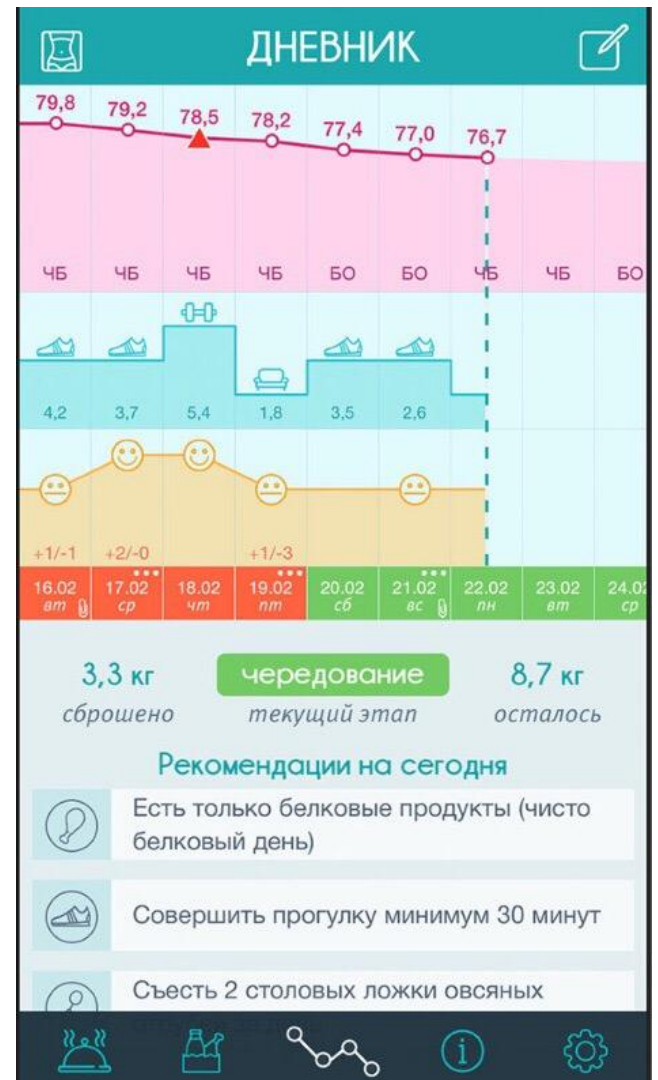 ДНЕВНИК
79,8 79,2 78,5 78,2 77,4 77,0 76,7
ЧБ ЧБ ЧБ ЧБ БО БО ЧБ ЧБ БО
4,2 3,7 5,4 1,8 3,5 2,6
+1/-1 +2/-0 +1/-3
16.02 17.02 18.02 19.02 20.02 21.02 22.02 23.02 24.0
вт ср чт пт сб вс пн вт ср
3,3 кг чередование 8,7 кг
сброшено текущий этап осталось
Рекомендации на сегодня
Есть только белковые продукты (чисто
белковый день)
Совершить прогулку минимум 30 минут
Съесть 2 столовых ложки овсяных